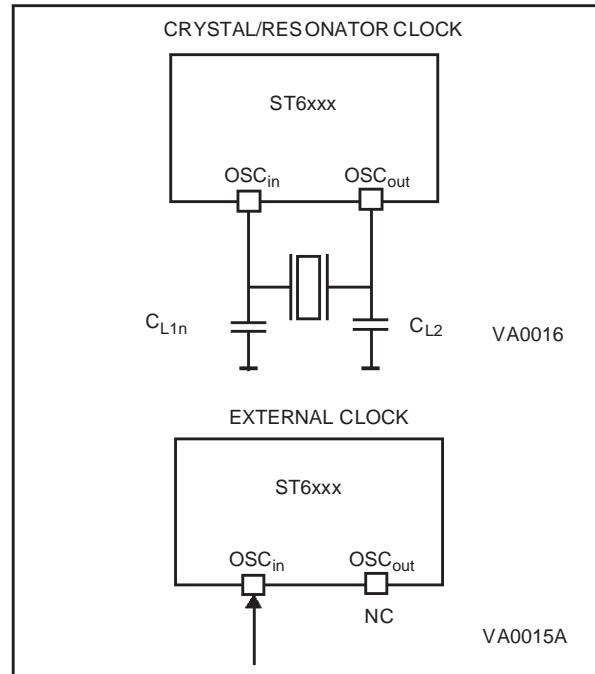 CRYSTAL/RESONATOR CLOCK
ST6xxx
OSCin OSCout
CL1n CL2
VA0016
EXTERNAL CLOCK
ST6xxx
OSCin OSCout
NC
VA0015A